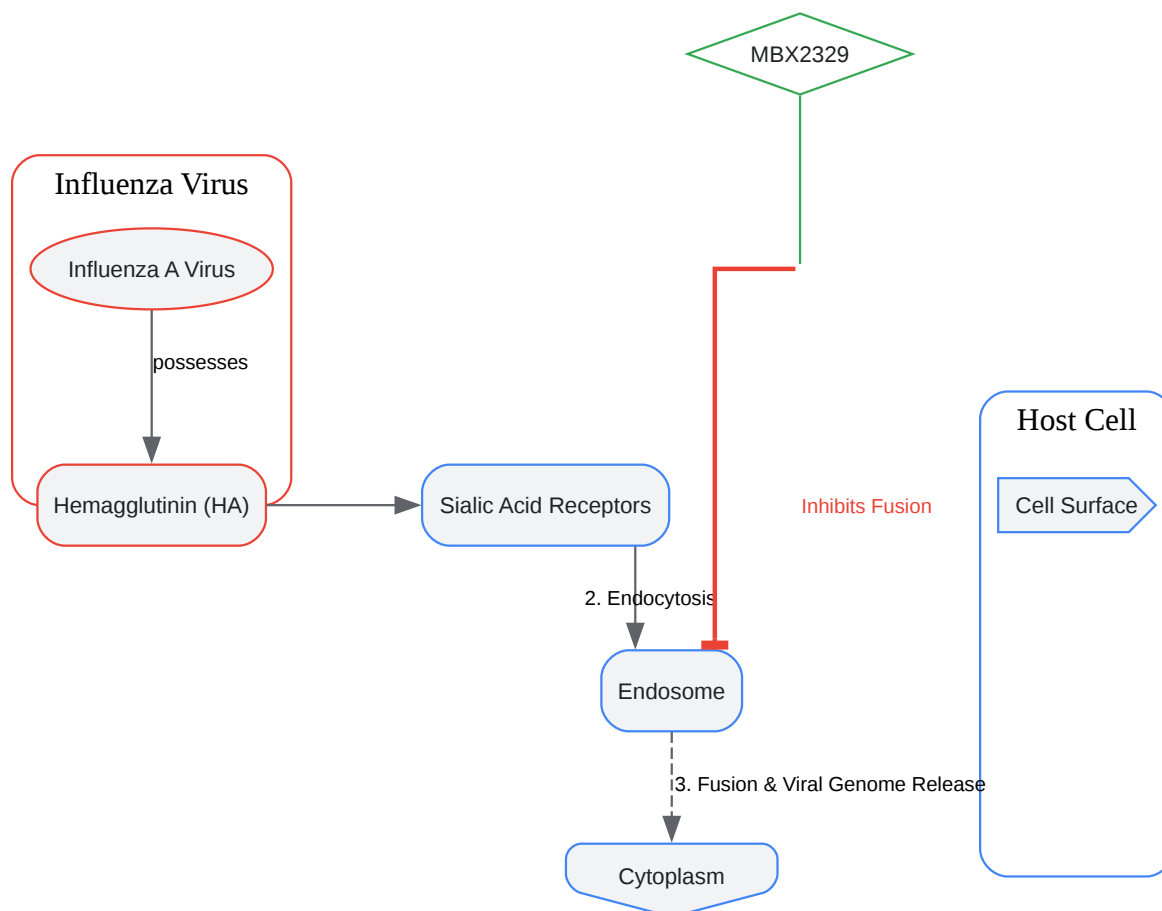 MBX2329
Influenza Virus
Influenza A Virus
possesses
Host Cell
Hemagglutinin (HA)
Sialic Acid Receptors
Inhibits Fusion
Cell Surface
2. Endocytosis
Endosome
3. Fusion & Viral Genome Release
Cytoplasm